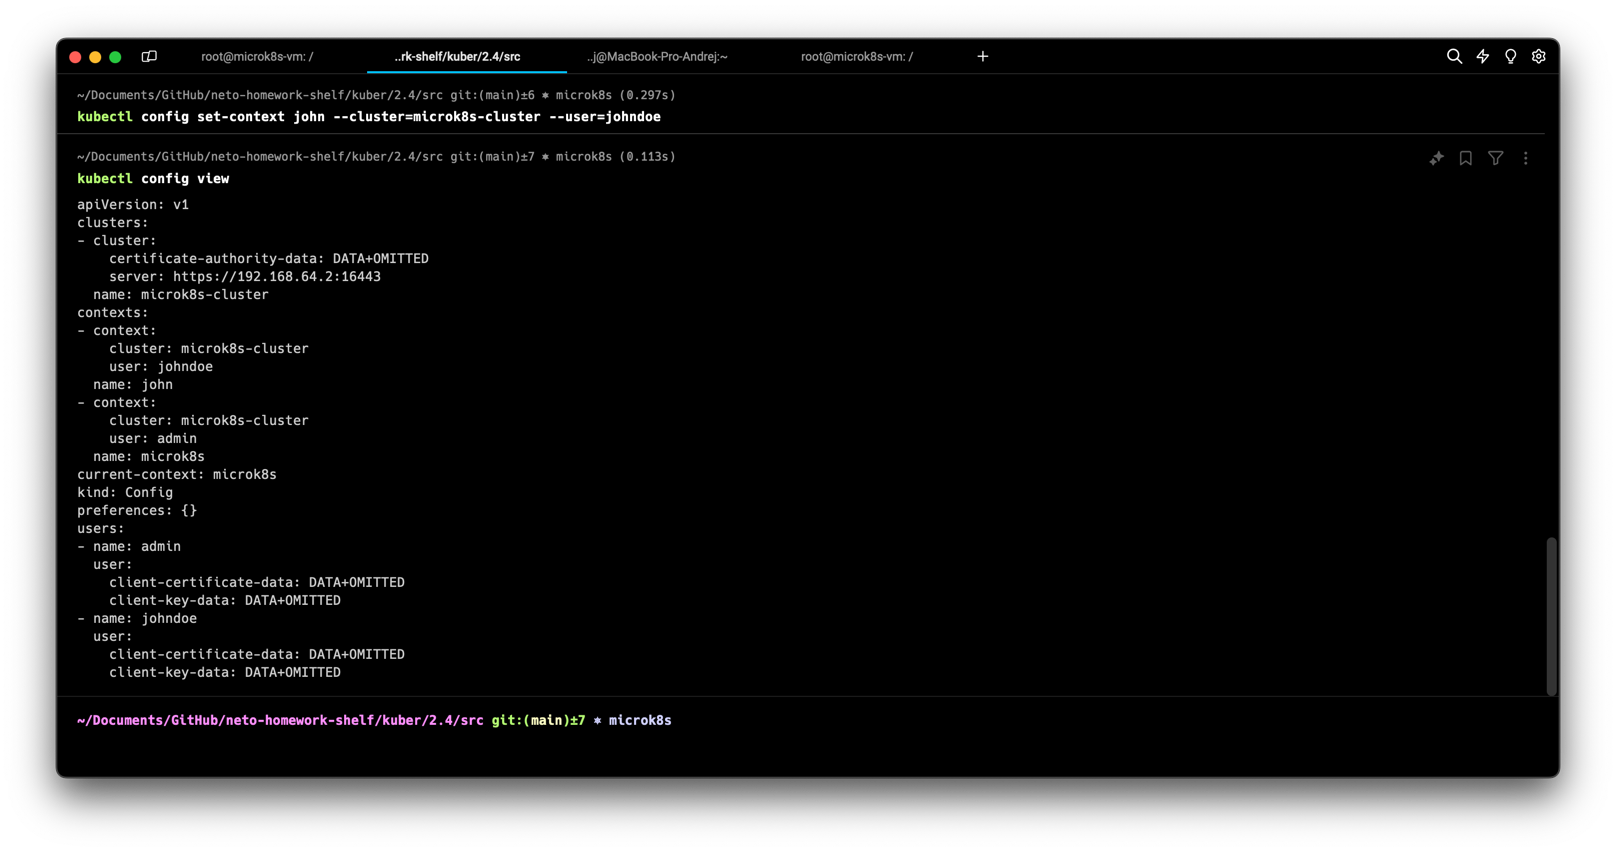 root@microk8s-vm: /
..rk-shelf/kuber/2.4/src
..j@MacBook-Pro-Andrej:~
root@microk8s-vm: /
~/Documents/GitHub/neto-homework-shelf/kuber/2.4/src git:(main)±6 ⎈ microk8s (0.297s)
kubectl config set-context john --cluster=microk8s-cluster --user=johndoe
~/Documents/GitHub/neto-homework-shelf/kuber/2.4/src git:(main)±7 ⎈ microk8s (0.113s)
kubectl config view
apiVersion: v1
clusters:
- cluster:
    certificate-authority-data: DATA+OMITTED
    server: https://192.168.64.2:16443
  name: microk8s-cluster
contexts:
- context:
    cluster: microk8s-cluster
    user: johndoe
  name: john
- context:
    cluster: microk8s-cluster
    user: admin
  name: microk8s
current-context: microk8s
kind: Config
preferences: {}
users:
- name: admin
  user:
    client-certificate-data: DATA+OMITTED
    client-key-data: DATA+OMITTED
- name: johndoe
  user:
    client-certificate-data: DATA+OMITTED
    client-key-data: DATA+OMITTED
~/Documents/GitHub/neto-homework-shelf/kuber/2.4/src git:(main)±7 ⎈ microk8s